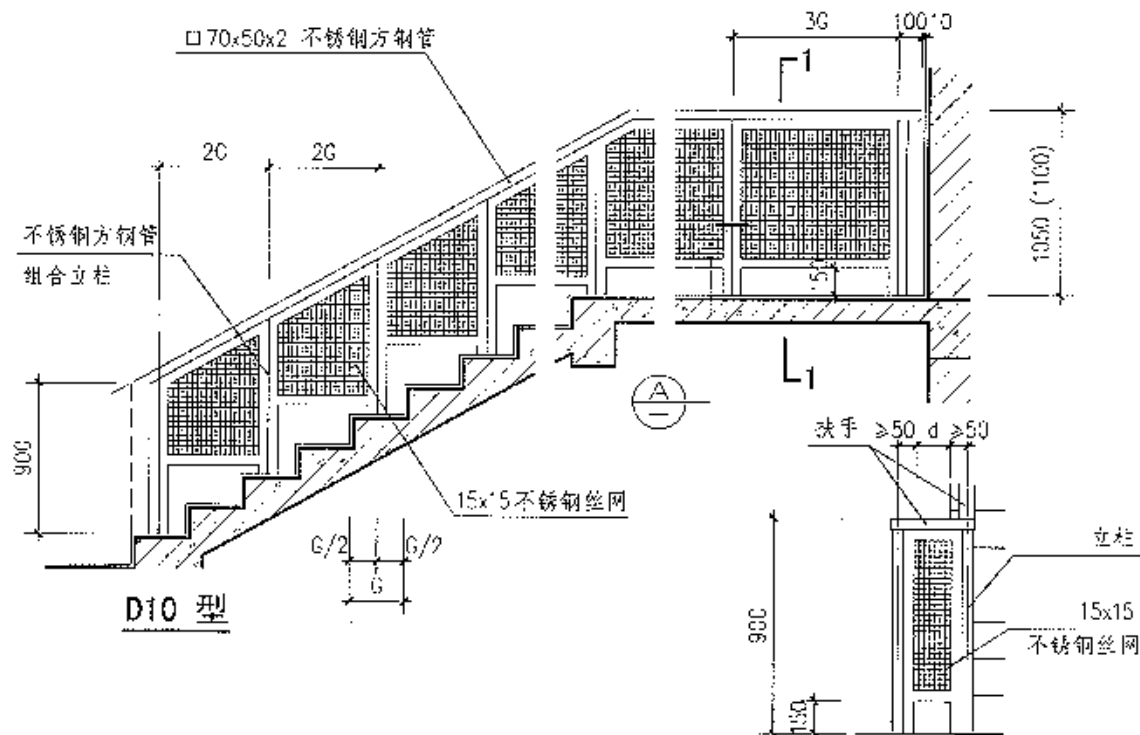 □70x50x2 不锈钢方钢管
3G
100
10
1
2G
2G
1050 (1100)
不锈钢方钢管
组合立柱
1
A
扶手 ≥50 d ≥50
900
15x15不锈钢丝网
G/2
G/2
G
立柱
D10 型
900
15x15
不锈钢丝网
150